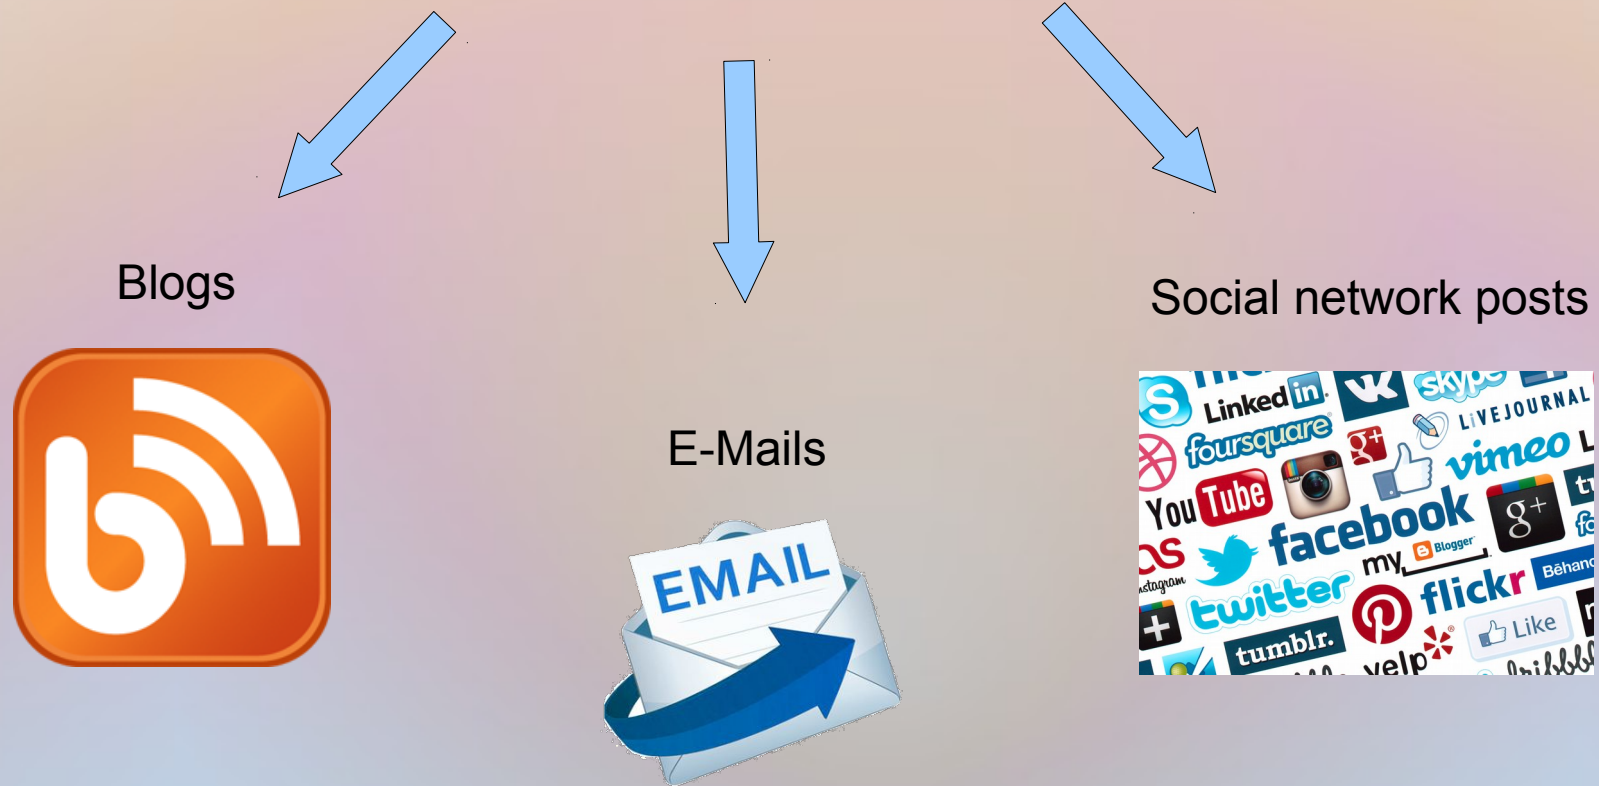 Blogs
Social network posts
E-Mails
EMAIL
Linked in.
skype
LiVEJOURNAL
foursquare
g+
vimeo
You Tube
facebook
g+
Blogger
my
twitter
flickr
Behanc
tumblr.
Like
yelp